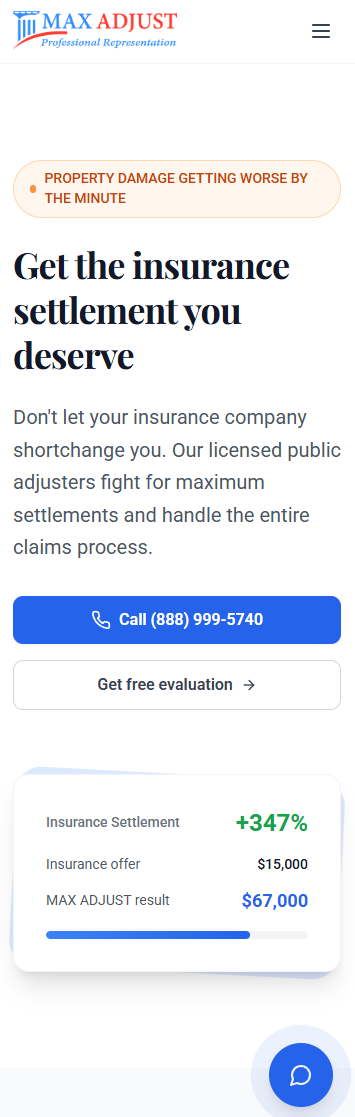 MAX ADJUST
Professional Representation
PROPERTY DAMAGE GETTING WORSE BY
THE MINUTE
Get the insurance
settlement you
deserve
Don't let your insurance company
shortchange you. Our licensed public
adjusters fight for maximum
settlements and handle the entire
claims process.
Call (888) 999-5740
Get free evaluation →
Insurance Settlement +347%
Insurance offer $15,000
MAX ADJUST result $67,000